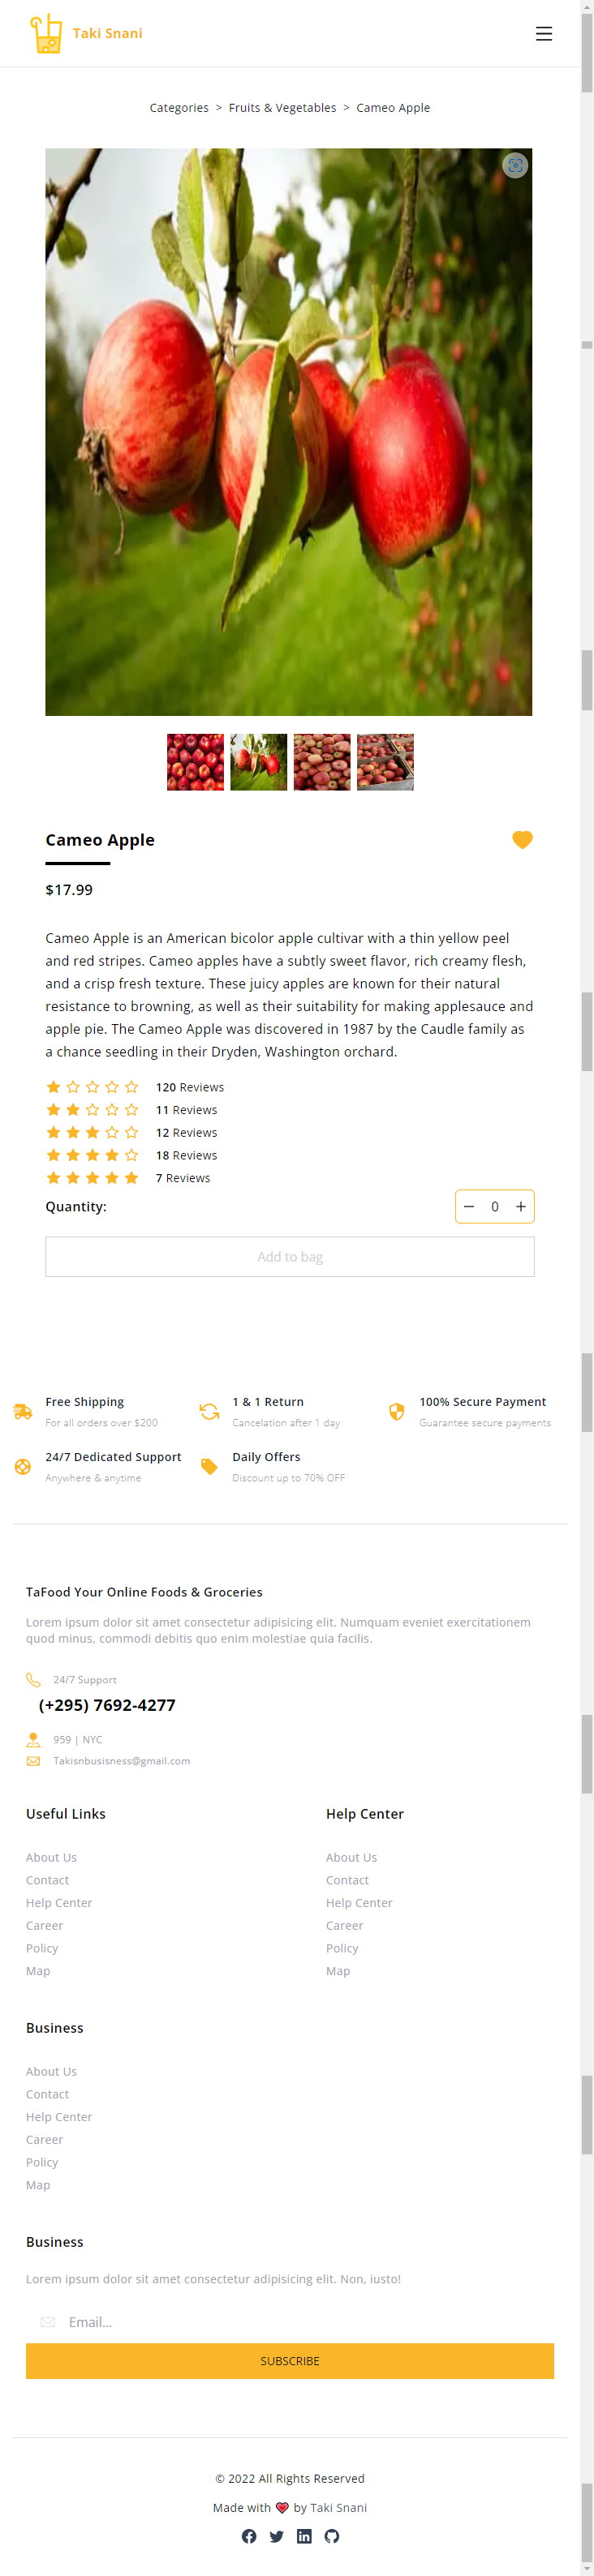 Taki Snani
Categories > Fruits & Vegetables > Cameo Apple
Cameo Apple
$17.99
Cameo Apple is an American bicolor apple cultivar with a thin yellow peel
and red stripes. Cameo apples have a subtly sweet flavor, rich creamy flesh,
and a crisp fresh texture. These juicy apples are known for their natural
resistance to browning, as well as their suitability for making applesauce and
apple pie. The Cameo Apple was discovered in 1987 by the Caudle family as
a chance seedling in their Dryden, Washington orchard.
120 Reviews
11 Reviews
12 Reviews
18 Reviews
7 Reviews
Quantity: 0
Add to bag
Free Shipping
For all orders over $200
1 & 1 Return
Cancelation after 1 day
100% Secure Payment
Guarantee secure payments
24/7 Dedicated Support
Anywhere & anytime
Daily Offers
Discount up to 70% OFF
TaFood Your Online Foods & Groceries
Lorem ipsum dolor sit amet consectetur adipisicing elit. Numquam eveniet exercitationem
quod minus, commodi debitis quo enim molestiae quia facilis.
24/7 Support
(+295) 7692-4277
959 | NYC
Takisnbusisness@gmail.com
Useful Links
About Us
Contact
Help Center
Career
Policy
Map
Help Center
About Us
Contact
Help Center
Career
Policy
Map
Business
About Us
Contact
Help Center
Career
Policy
Map
Business
Lorem ipsum dolor sit amet consectetur adipisicing elit. Non, iusto!
Email...
SUBSCRIBE
© 2022 All Rights Reserved
Made with ❤ by Taki Snani